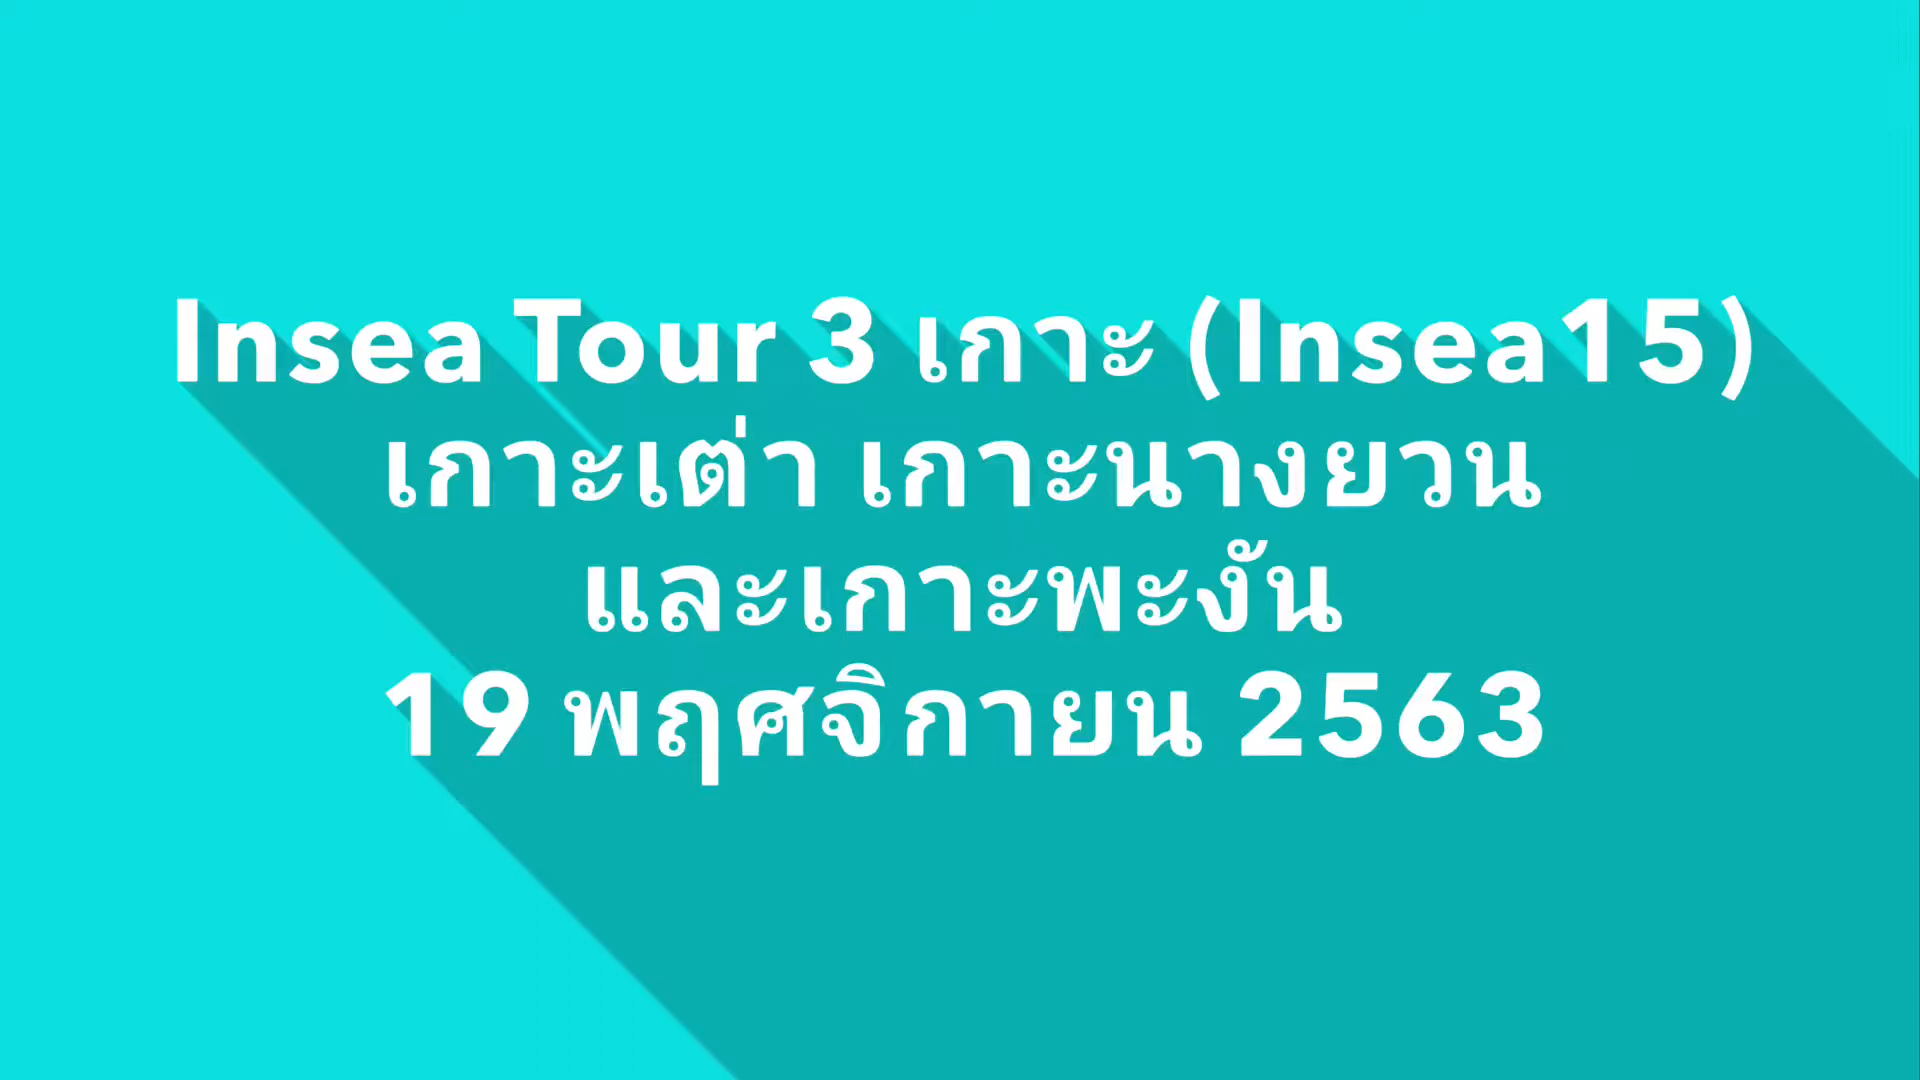 Insea Tour 3 เกาะ (Insea15)
เกาะเต่า เกาะนางยวน
และเกาะพะงัน
19 พฤศจิกายน 2563